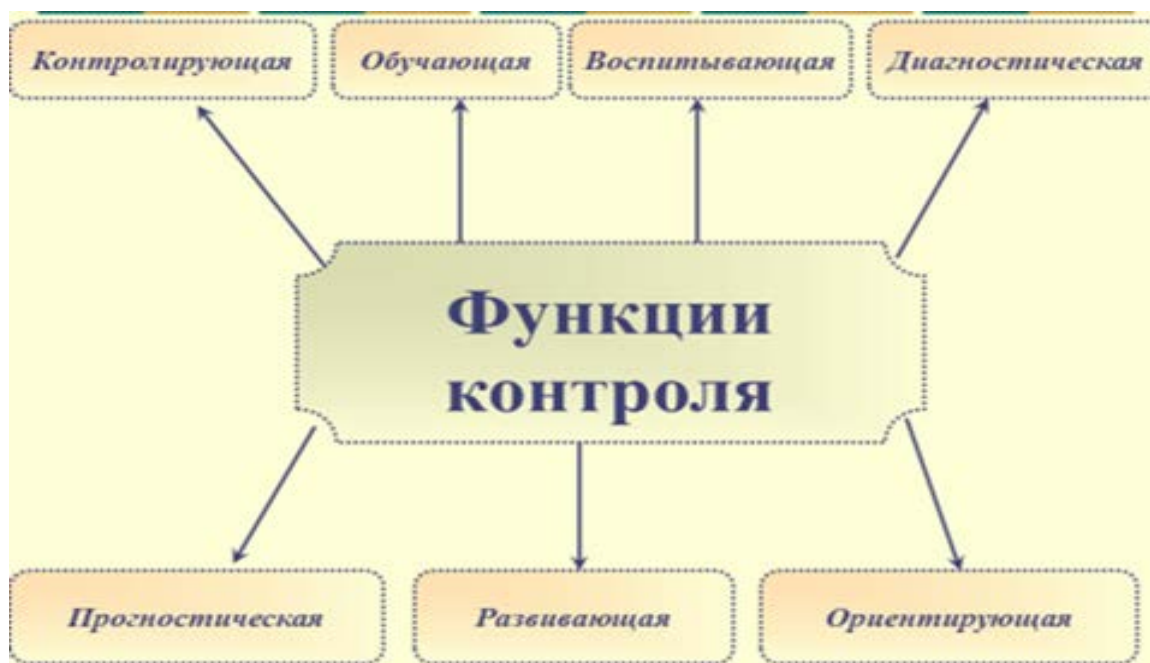 Контролирующая
Обучающая
Воспитывающая
Диагностическая
Функции
контроля
Прогностическая
Развивающая
Ориентирующая